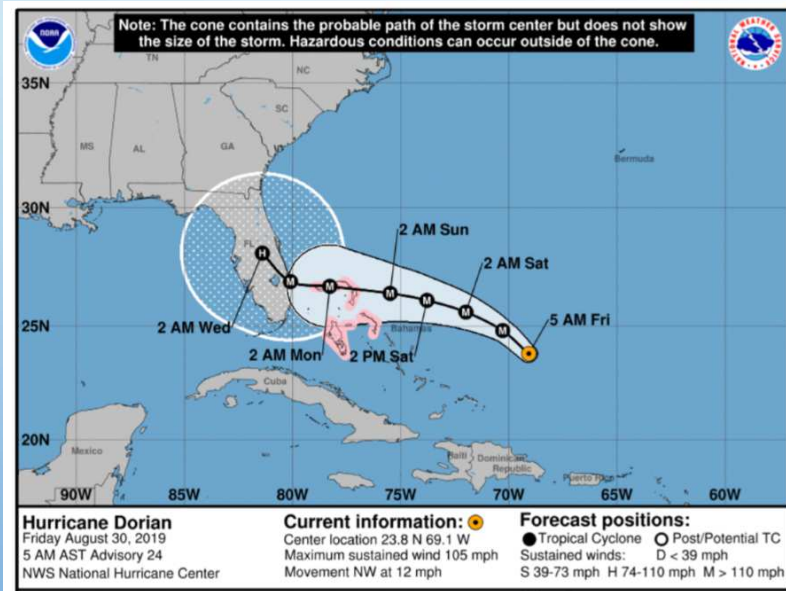 Note: The cone contains the probable path of the storm center but does not show
the size of the storm. Hazardous conditions can occur outside of the cone.
NOAA
NATIONAL WEATHER SERVICE
TN
NC
35N
SC
MS
AL
GA
Bermuda
30N
FL
2 AM Sun
2 AM Sat
H
M
M
M
M
M
M
5 AM Fri
2 AM Wed
25N
Bahamas
2 AM Mon
2 PM Sat
Cuba
20N
Mexico
Haiti
Dominican
Republic
Puerto Rico
90W
85W
80W
75W
70W
65W
60W
Hurricane Dorian
Friday August 30, 2019
5 AM AST Advisory 24
NWS National Hurricane Center
Current information:
Center location 23.8 N 69.1 W
Maximum sustained wind 105 mph
Movement NW at 12 mph
Forecast positions:
Tropical Cyclone Post/Potential TC
Sustained winds: D < 39 mph
S 39-73 mph H 74-110 mph M > 110 mph